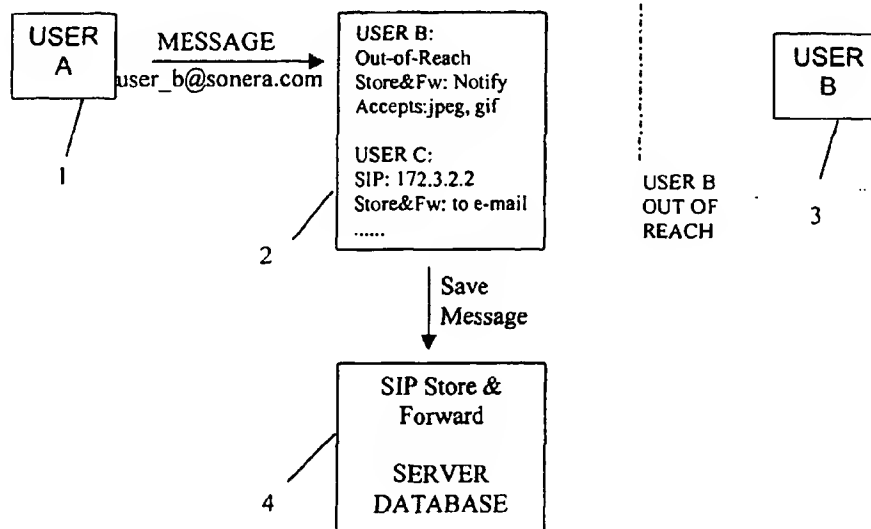 USER
A
MESSAGE
user_b@sonera.com
1
USER B:
Out-of-Reach
Store&Fw: Notify
Accepts:jpeg, gif
USER C:
SIP: 172.3.2.2
Store&Fw: to e-mail
......
2
USER B
OUT OF
REACH
USER
B
3
Save
Message
SIP Store &
Forward
SERVER
DATABASE
4